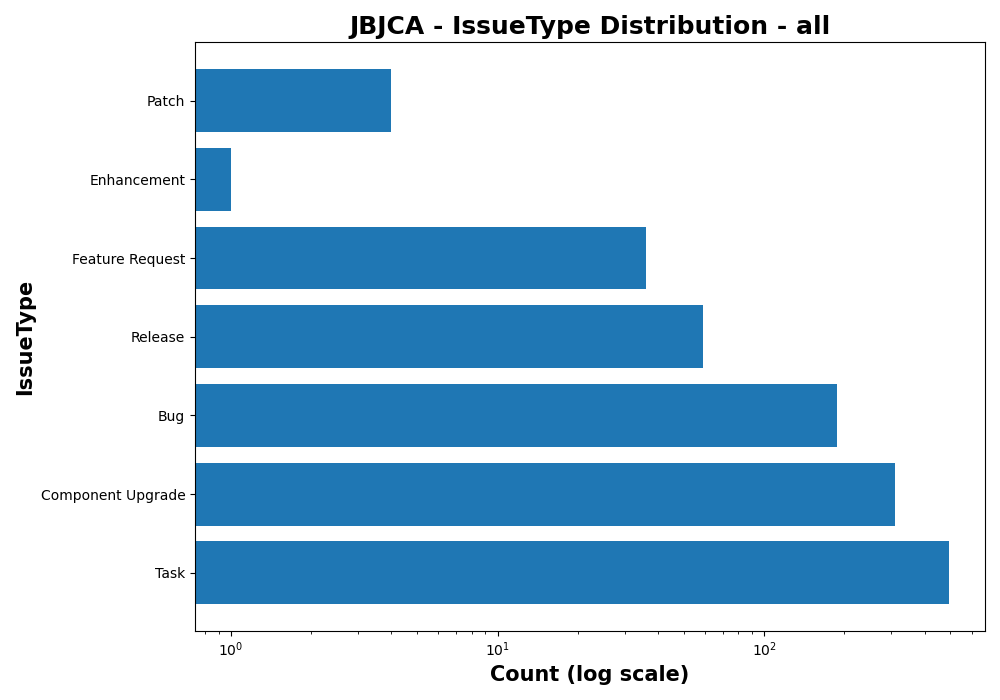 JBJCA - IssueType Distribution - all
IssueType
Patch
Enhancement
Feature Request
Release
Bug
Component Upgrade
Task
10⁰ 10¹ 10²
Count (log scale)